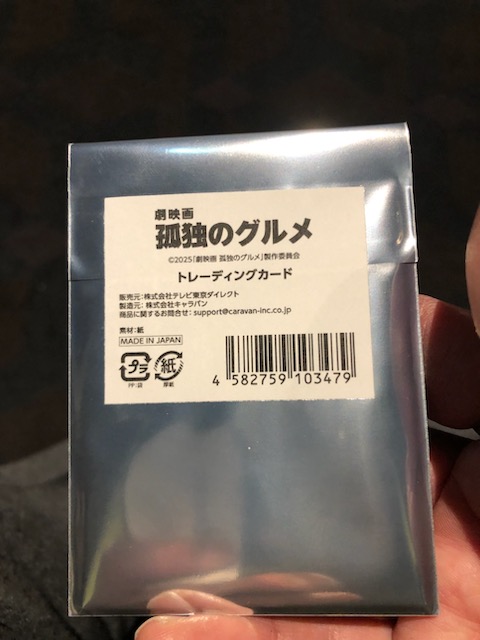 劇映画
孤独のグルメ
©2025「劇映画 孤独のグルメ」製作委員会
トレーディングカード
販売元:株式会社テレビ東京ダイレクト
製造元:株式会社キャラバン
商品に関するお問合せ:support@caravan-inc.co.jp
素材:紙
MADE IN JAPAN
プラ 紙
PP:袋 厚紙
4 582759 103479